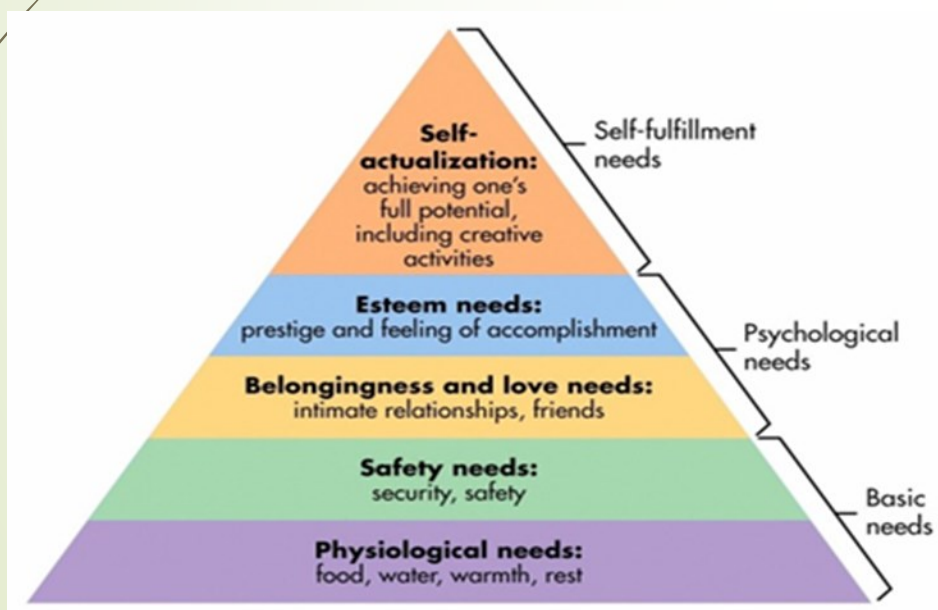 Self-
actualization:
achieving one's
full potential,
including creative
activities
Self-fulfillment
needs
Esteem needs:
prestige and feeling of accomplishment
Psychological
needs
Belongingness and love needs:
intimate relationships, friends
Safety needs:
security, safety
Basic
needs
Physiological needs:
food, water, warmth, rest